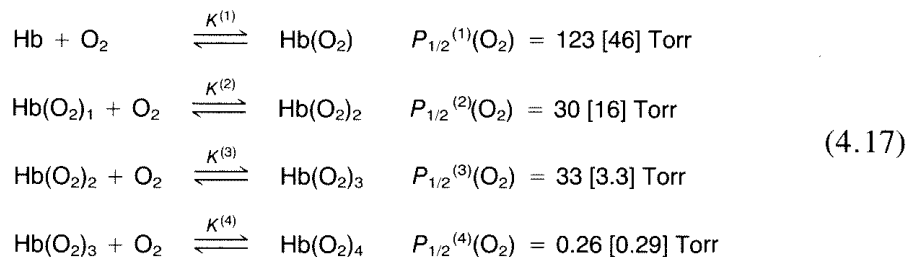 Hb + O₂ ⇌ K⁽¹⁾ Hb(O₂) P₁/₂⁽¹⁾(O₂) = 123 [46] Torr
Hb(O₂)₁ + O₂ ⇌ K⁽²⁾ Hb(O₂)₂ P₁/₂⁽²⁾(O₂) = 30 [16] Torr
(4.17)
Hb(O₂)₂ + O₂ ⇌ K⁽³⁾ Hb(O₂)₃ P₁/₂⁽³⁾(O₂) = 33 [3.3] Torr
Hb(O₂)₃ + O₂ ⇌ K⁽⁴⁾ Hb(O₂)₄ P₁/₂⁽⁴⁾(O₂) = 0.26 [0.29] Torr